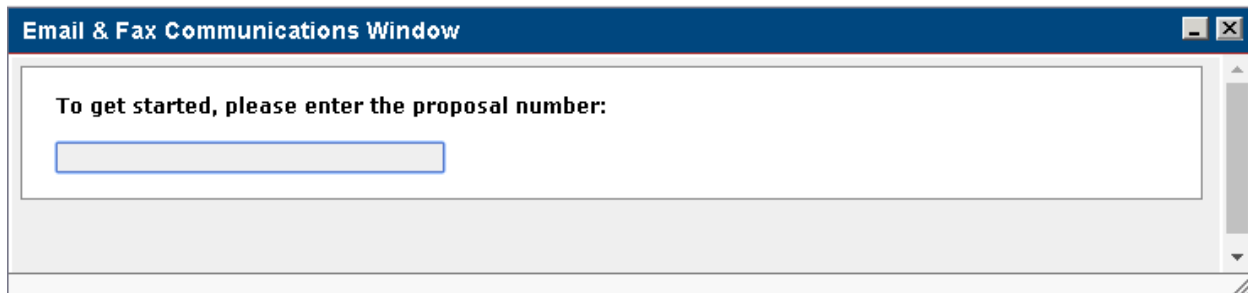 Email & Fax Communications Window
To get started, please enter the proposal number: